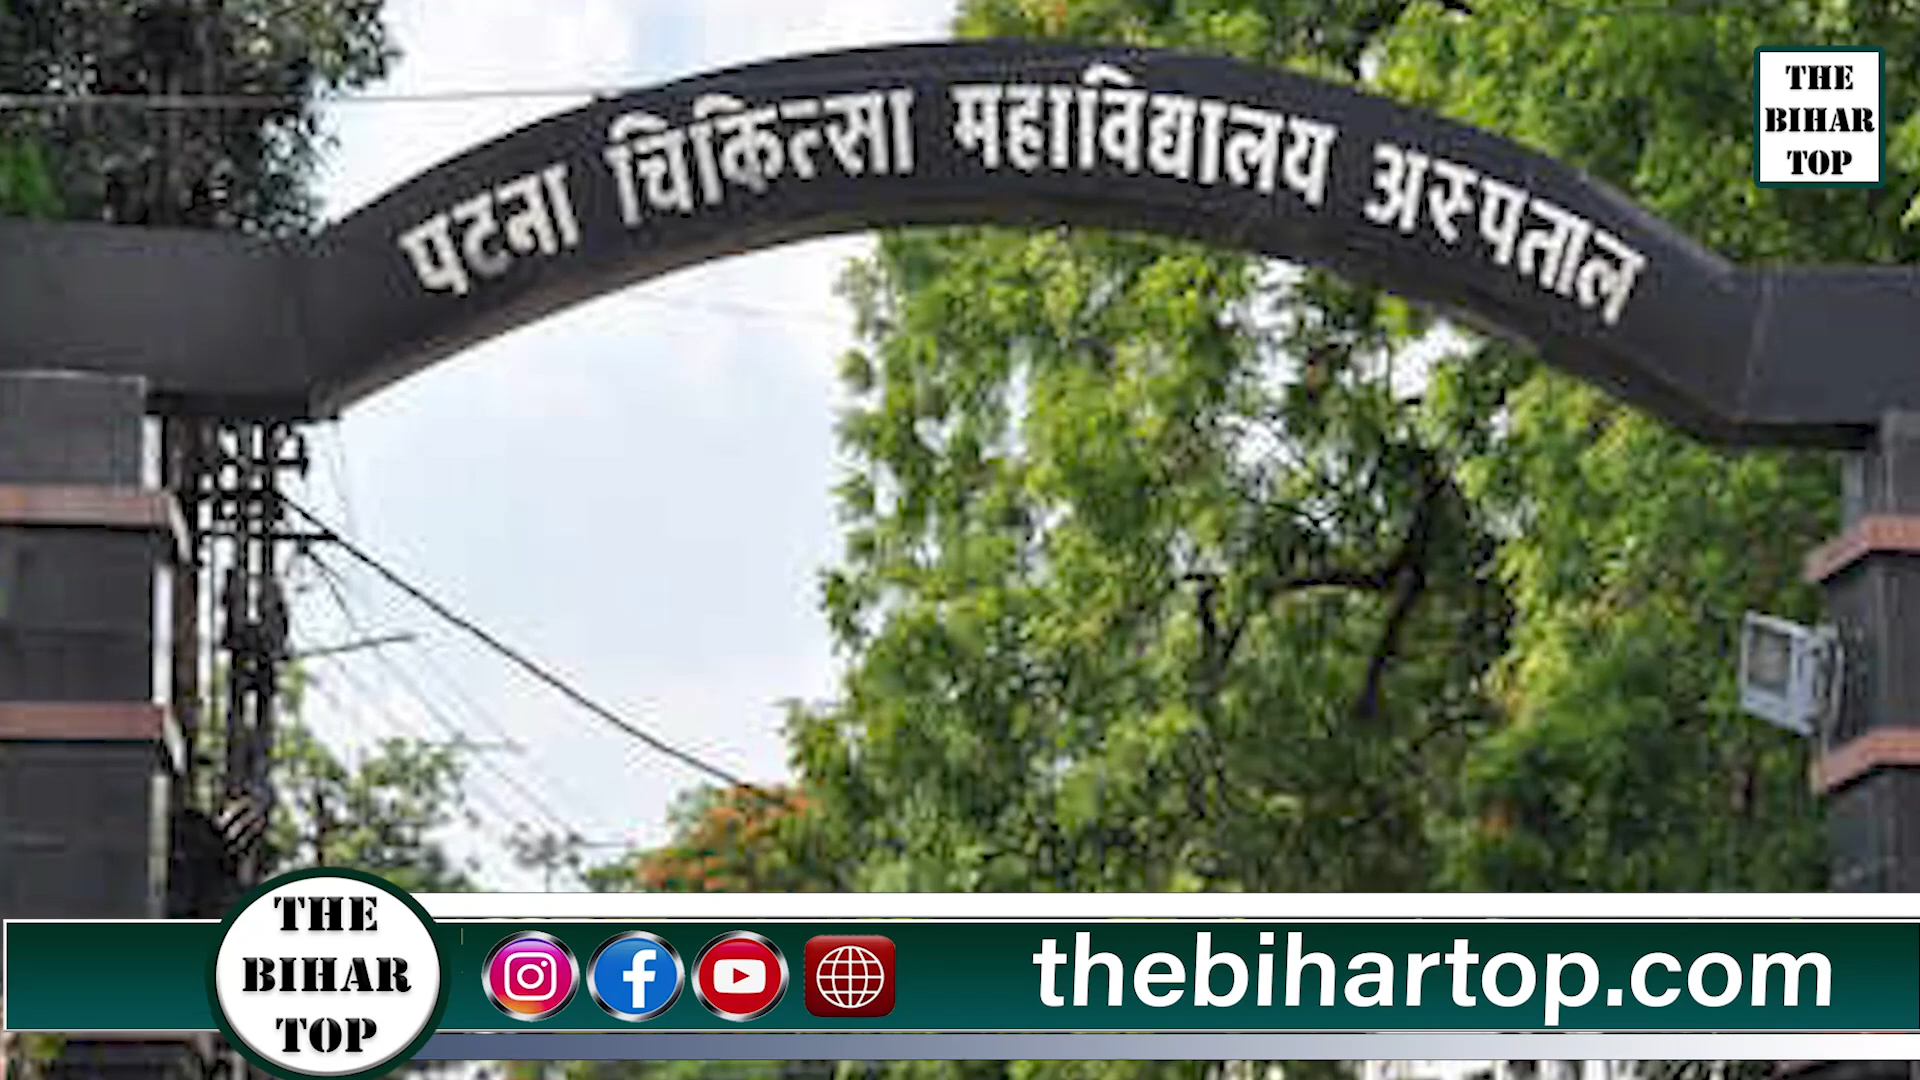 पटना चिकित्सा महाविद्यालय अस्पताल
THE
BIHAR
TOP
THE
BIHAR
TOP
thebihartop.com